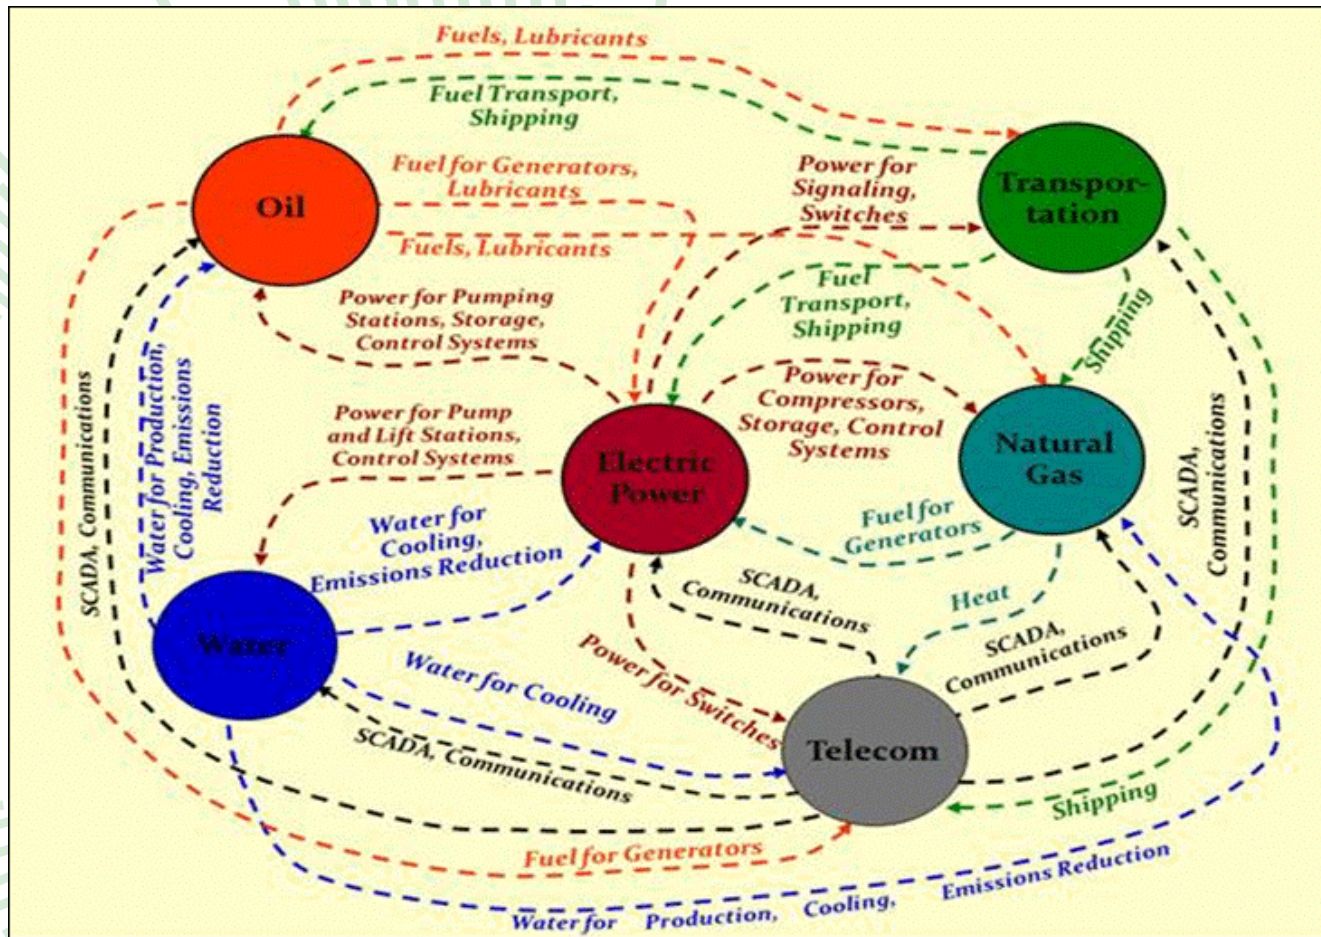 Fuels, Lubricants
Fuel Transport,
Shipping
Oil
Fuel for Generators,
Lubricants
Fuels, Lubricants
Power for
Signaling,
Switches
Transpor-
tation
Fuel
Transport,
Shipping
Shipping
Power for Pumping
Stations, Storage,
Control Systems
Power for
Compressors,
Storage, Control
Systems
Power for Pump
and Lift Stations,
Control Systems
Electric
Power
Natural
Gas
SCADA, Communications
Water for Production,
Cooling, Emissions
Reduction
SCADA,
Communications
Water for
Cooling,
Emissions Reduction
Fuel for
Generators
SCADA,
Communications
Heat
SCADA,
Communications
Water
Water for Cooling
Power for Switches
SCADA, Communications
Telecom
Shipping
Fuel for Generators
Water for Production, Cooling, Emissions Reduction